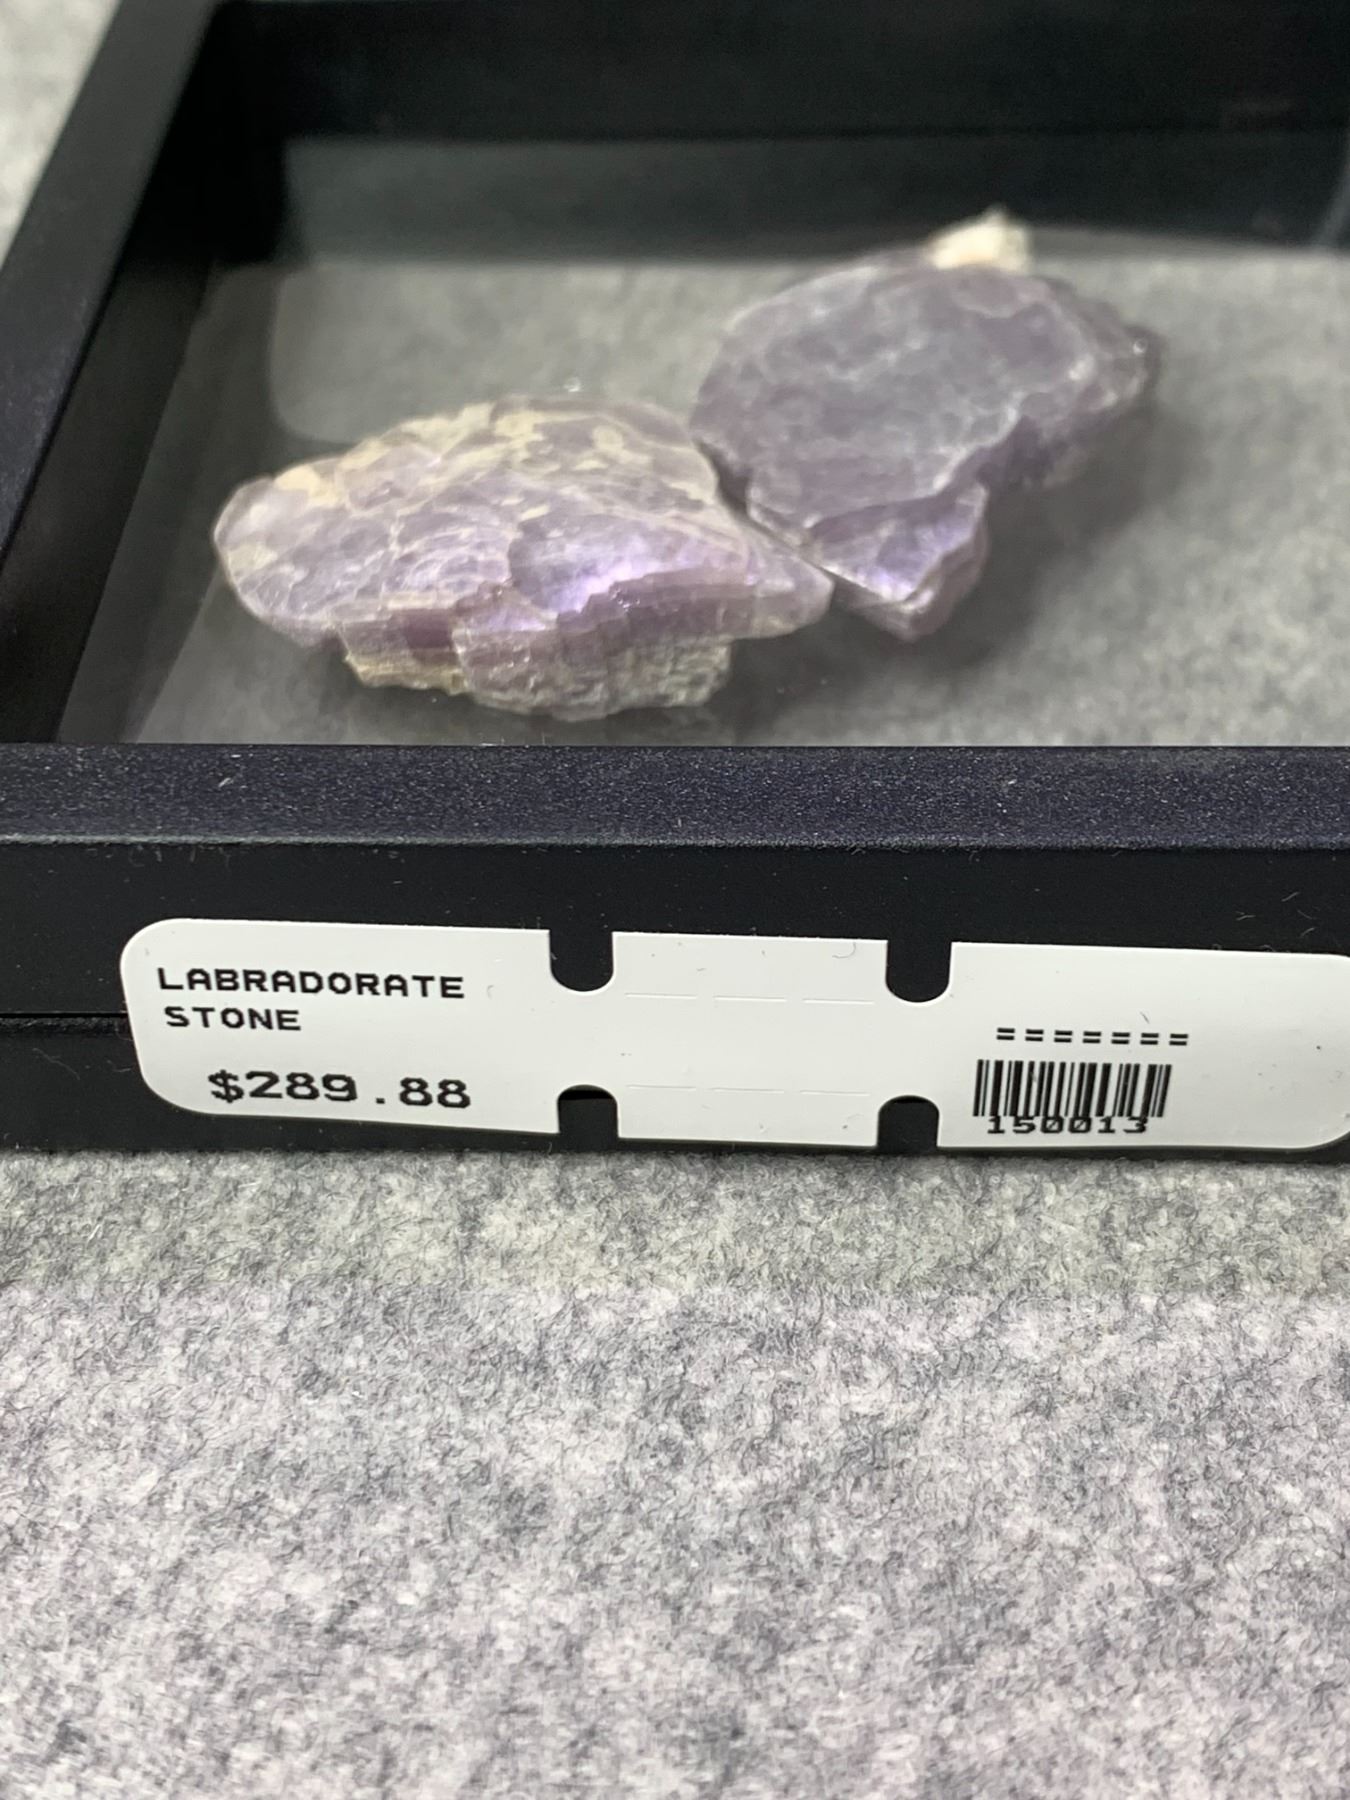 LABRADORATE
STONE
$289.88
=======
150013